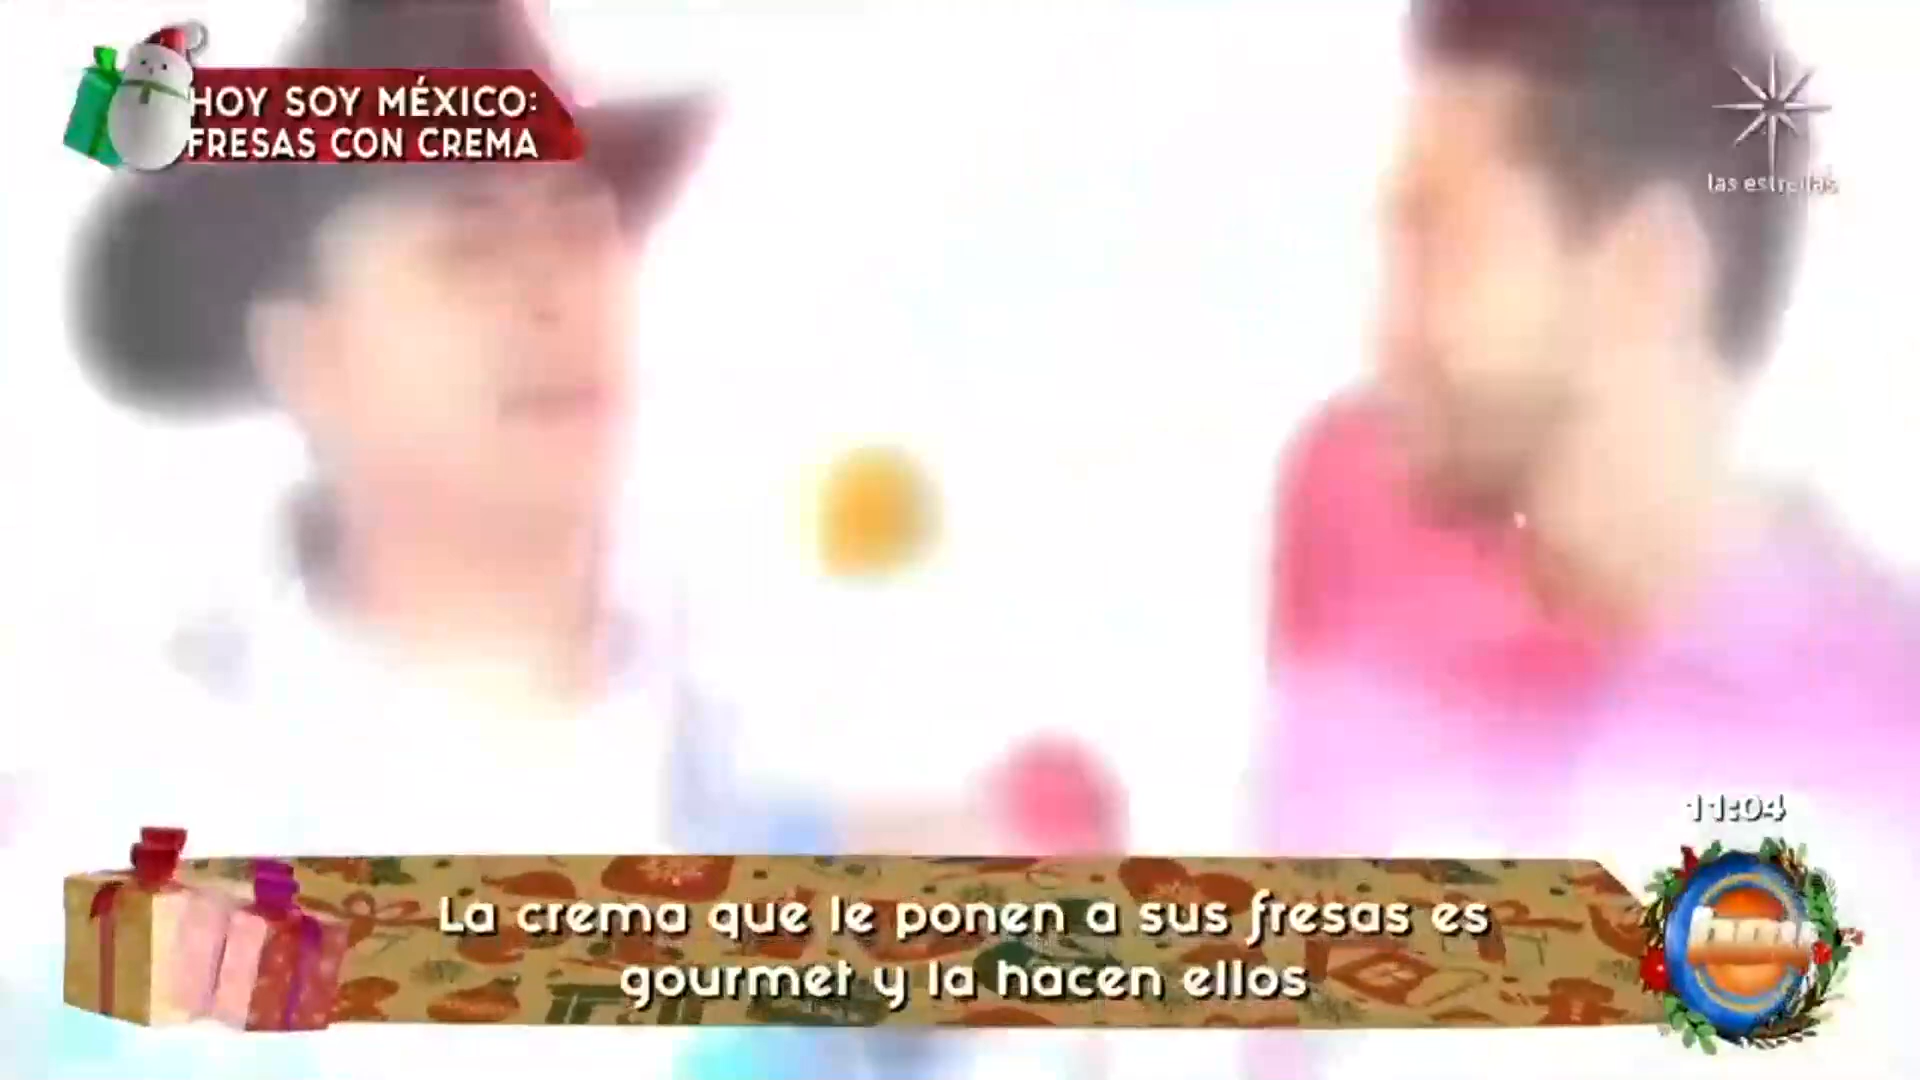 HOY SOY MÉXICO:
FRESAS CON CREMA
las estrellas
11:04
La crema que le ponen a sus fresas es
gourmet y la hacen ellos
hoy